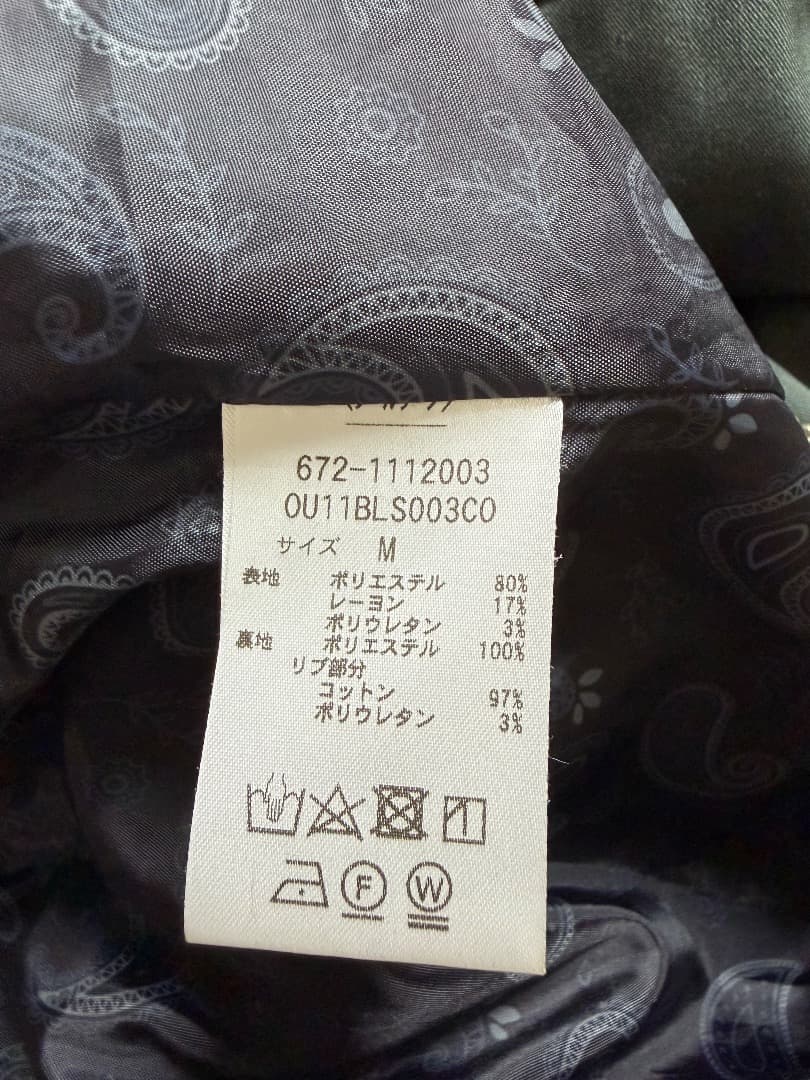 672-1112003
OU11BLS003CO
サイズ M
表地 ポリエステル 80%
レーヨン 17%
ポリウレタン 3%
裏地 ポリエステル 100%
リブ部分
コットン 97%
ポリウレタン 3%
F W